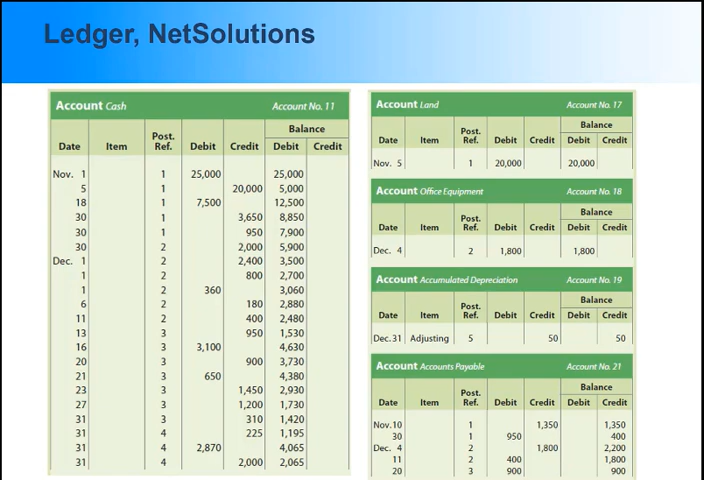 Ledger, NetSolutions
Account Cash Account No. 11
Balance
Date Item Post. Ref. Debit Credit Debit Credit
Nov. 1 1 25,000 25,000
5 1 20,000 5,000
18 1 7,500 12,500
30 1 3,650 8,850
30 1 950 7,900
30 2 2,000 5,900
Dec. 1 2 2,400 3,500
1 2 800 2,700
1 2 360 3,060
6 2 180 2,880
11 2 400 2,480
13 3 950 1,530
16 3 3,100 4,630
20 3 900 3,730
21 3 650 4,380
23 3 1,450 2,930
27 3 1,200 1,730
31 3 310 1,420
31 4 225 1,195
31 4 2,870 4,065
31 4 2,000 2,065
Account Land Account No. 17
Balance
Date Item Post. Ref. Debit Credit Debit Credit
Nov. 5 1 20,000 20,000
Account Office Equipment Account No. 18
Balance
Date Item Post. Ref. Debit Credit Debit Credit
Dec. 4 2 1,800 1,800
Account Accumulated Depreciation Account No. 19
Balance
Date Item Post. Ref. Debit Credit Debit Credit
Dec. 31 Adjusting 5 50 50
Account Accounts Payable Account No. 21
Balance
Date Item Post. Ref. Debit Credit Debit Credit
Nov. 10 1 1,350 1,350
30 1 950 400
Dec. 4 2 1,800 2,200
11 2 400 1,800
20 3 900 900